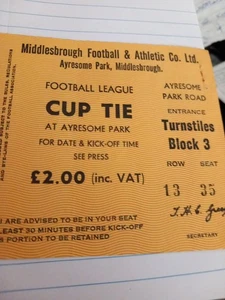 Middlesbrough Football & Athletic Co. Ltd.
Ayresome Park, Middlesbrough.
FOOTBALL LEAGUE
CUP TIE
AT AYRESOME PARK
FOR DATE & KICK-OFF TIME
SEE PRESS
£2.00 (inc. VAT)
AYRESOME
PARK ROAD
ENTRANCE
Turnstiles
Block 3
ROW SEAT
13 35
SECRETARY
ARE ADVISED TO BE IN YOUR SEAT
LEAST 30 MINUTES BEFORE KICK-OFF
PORTION TO BE RETAINED